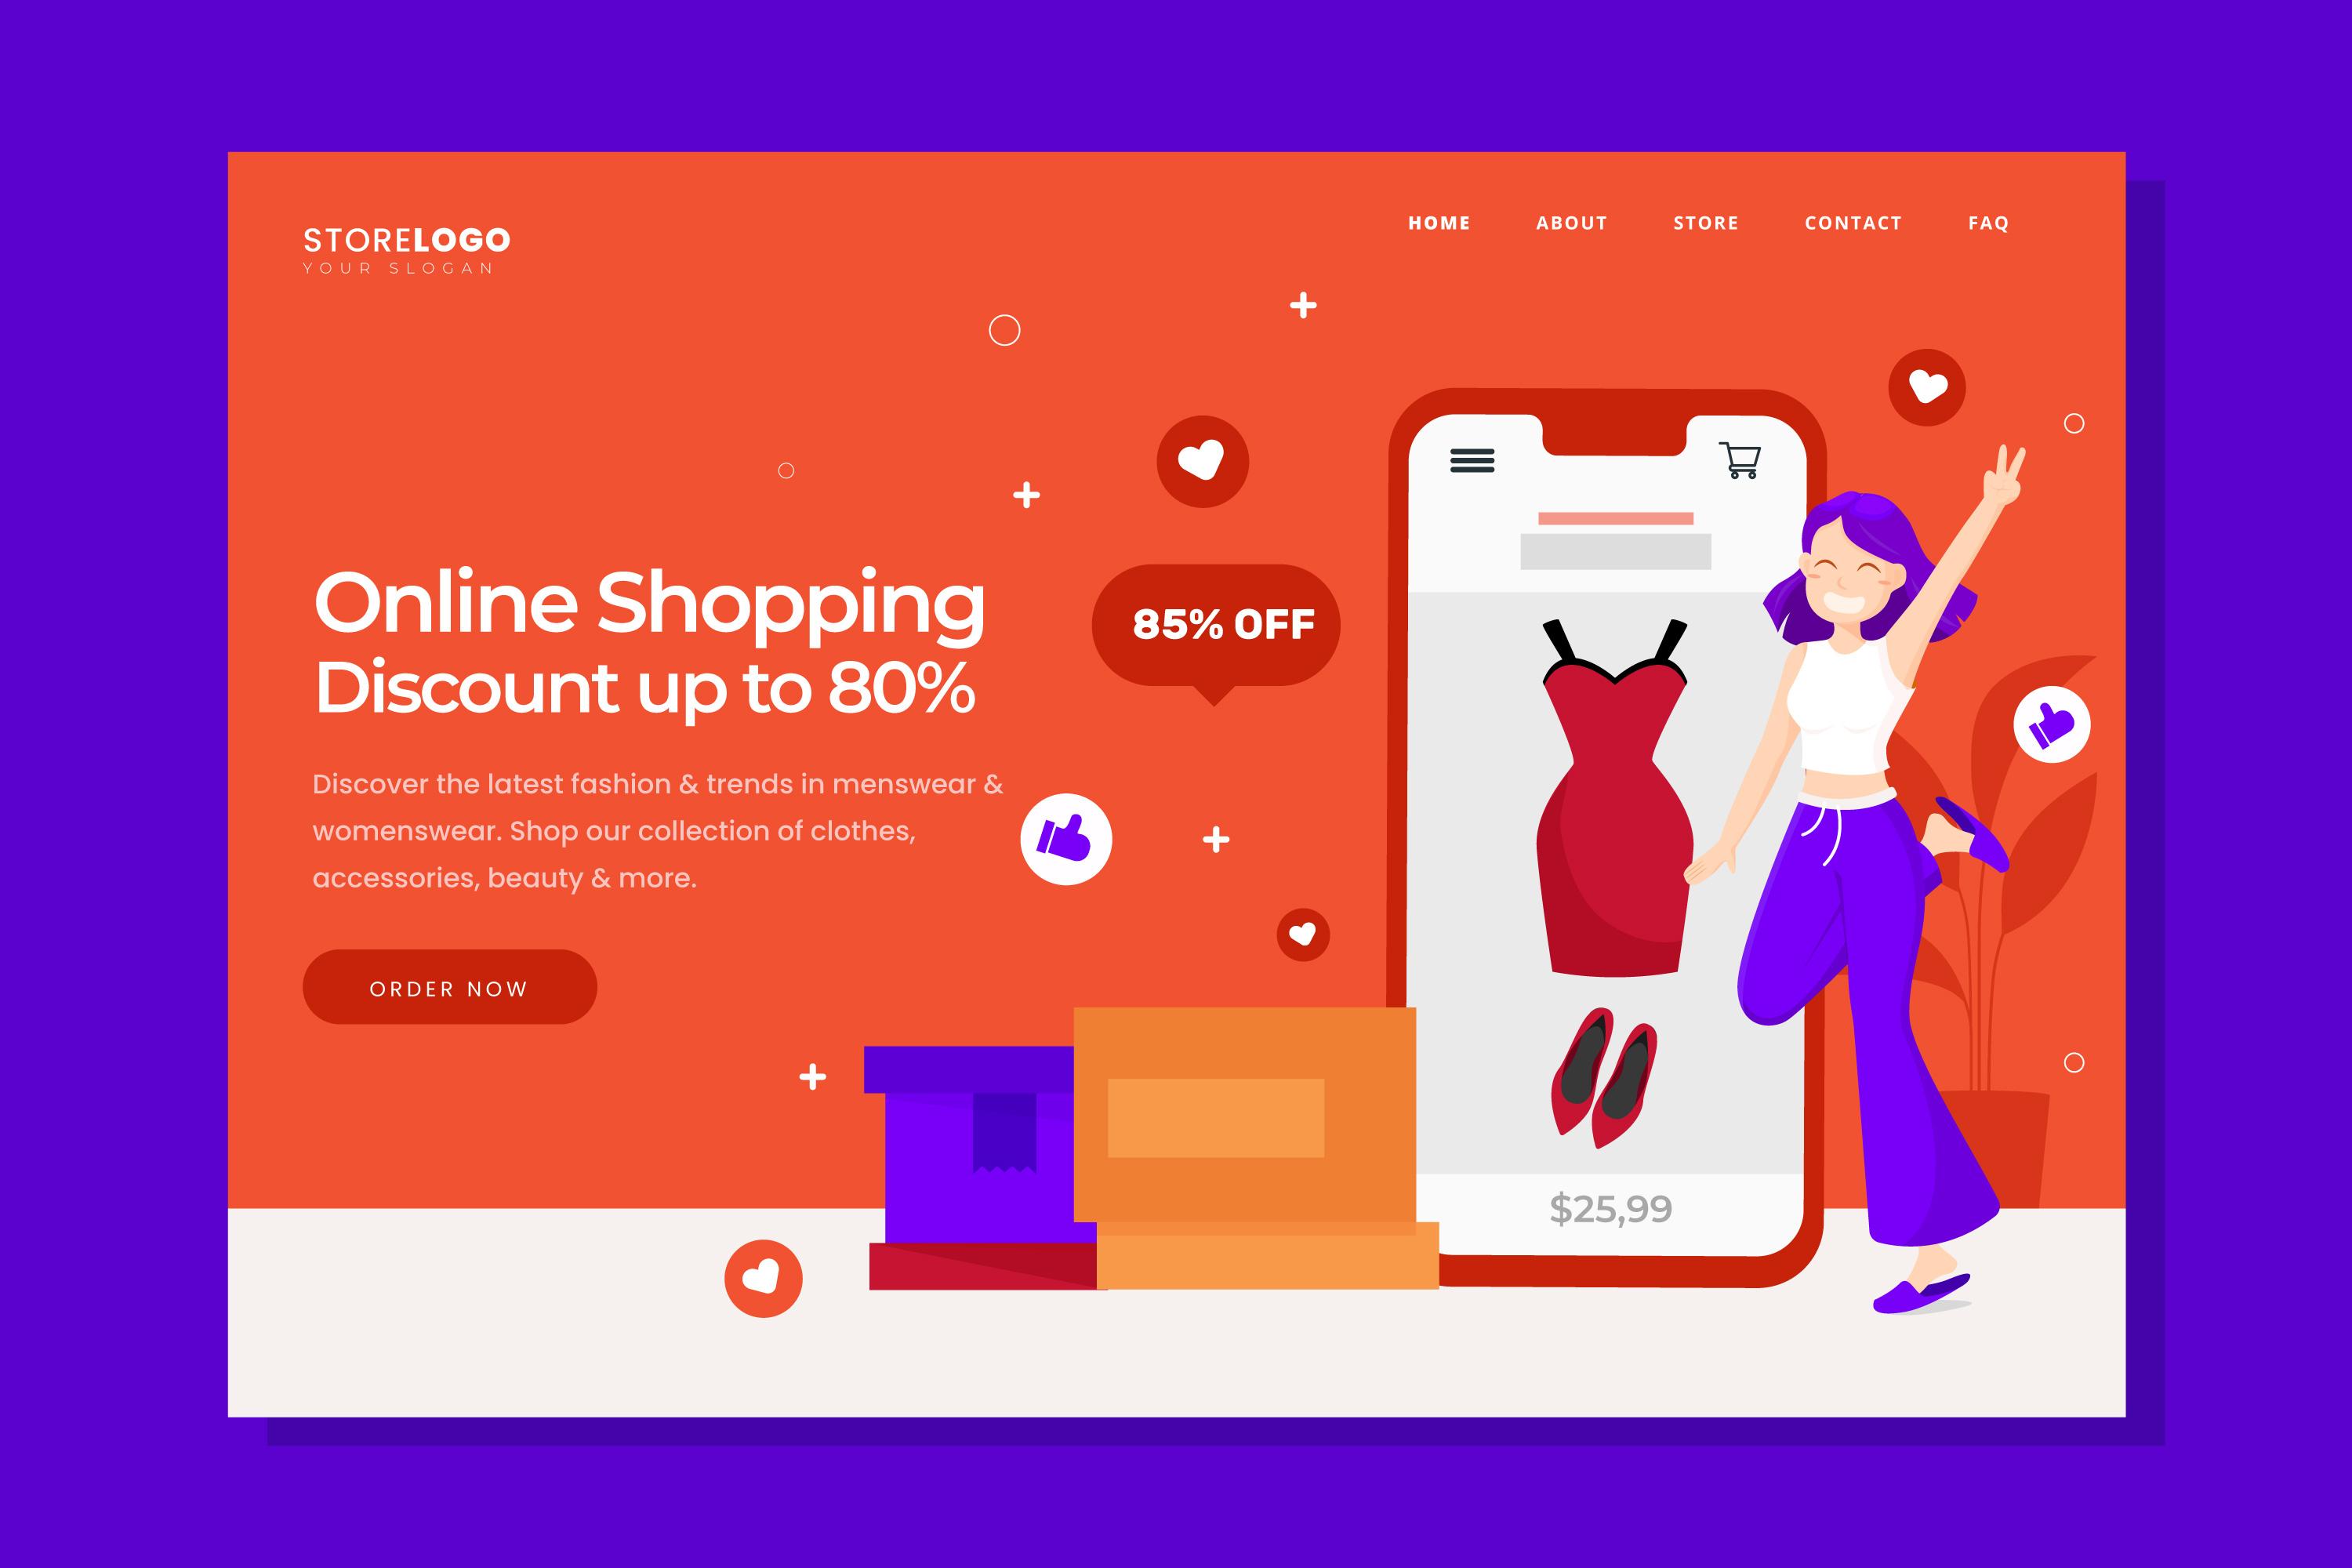 STORELOGO
YOUR SLOGAN
HOME ABOUT STORE CONTACT FAQ
Online Shopping
Discount up to 80%
Discover the latest fashion & trends in menswear &
womenswear. Shop our collection of clothes,
accessories, beauty & more.
ORDER NOW
85% OFF
$25,99